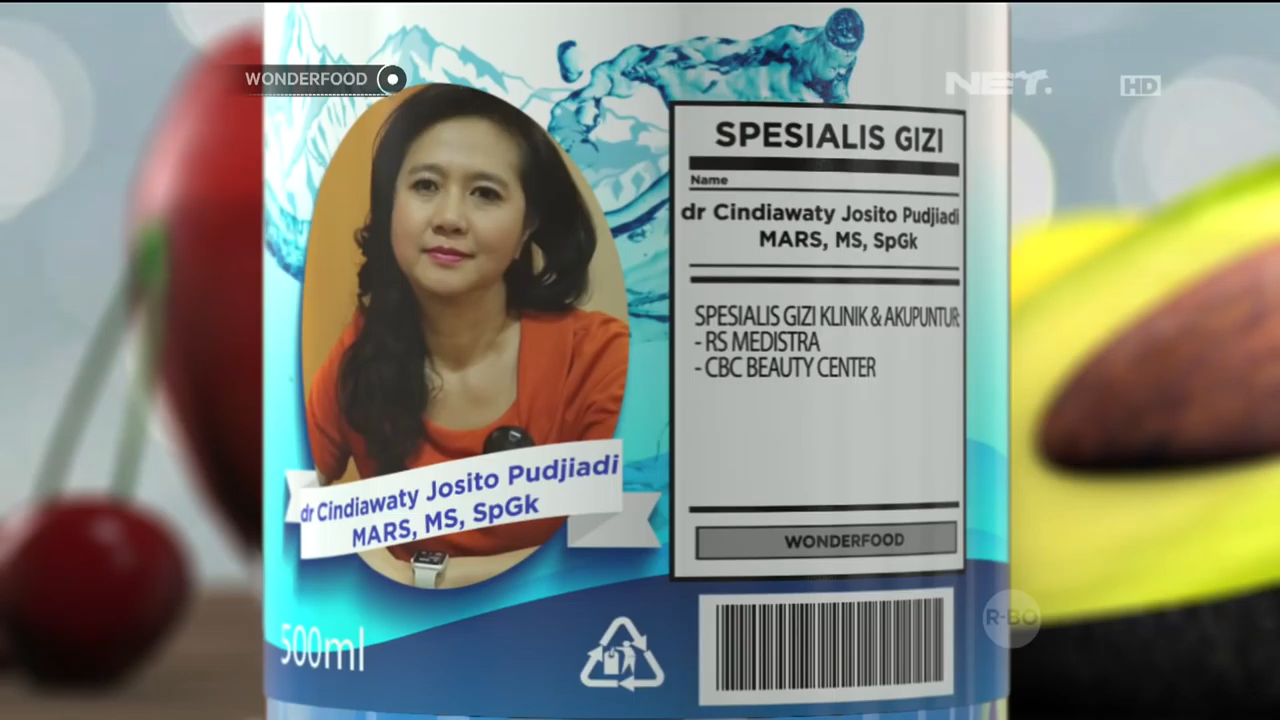 WONDERFOOD
NET.
HD
SPESIALIS GIZI
Name
dr Cindiawaty Josito Pudjiadi
MARS, MS, SpGk
SPESIALIS GIZI KLINIK & AKUPUNTUR:
- RS MEDISTRA
- CBC BEAUTY CENTER
WONDERFOOD
dr Cindiawaty Josito Pudjiadi
MARS, MS, SpGk
500ml
R-BO